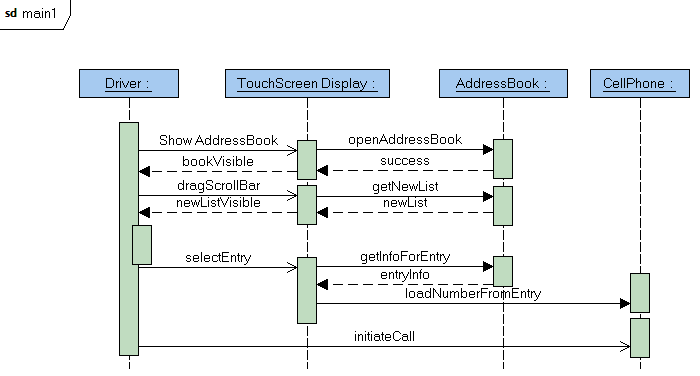 sd main1
Driver :
TouchScreen Display :
AddressBook :
CellPhone :
Show AddressBook
openAddressBook
bookVisible
success
dragScrollBar
getNewList
newListVisible
newList
selectEntry
getInfoForEntry
entryInfo
loadNumberFromEntry
initiateCall